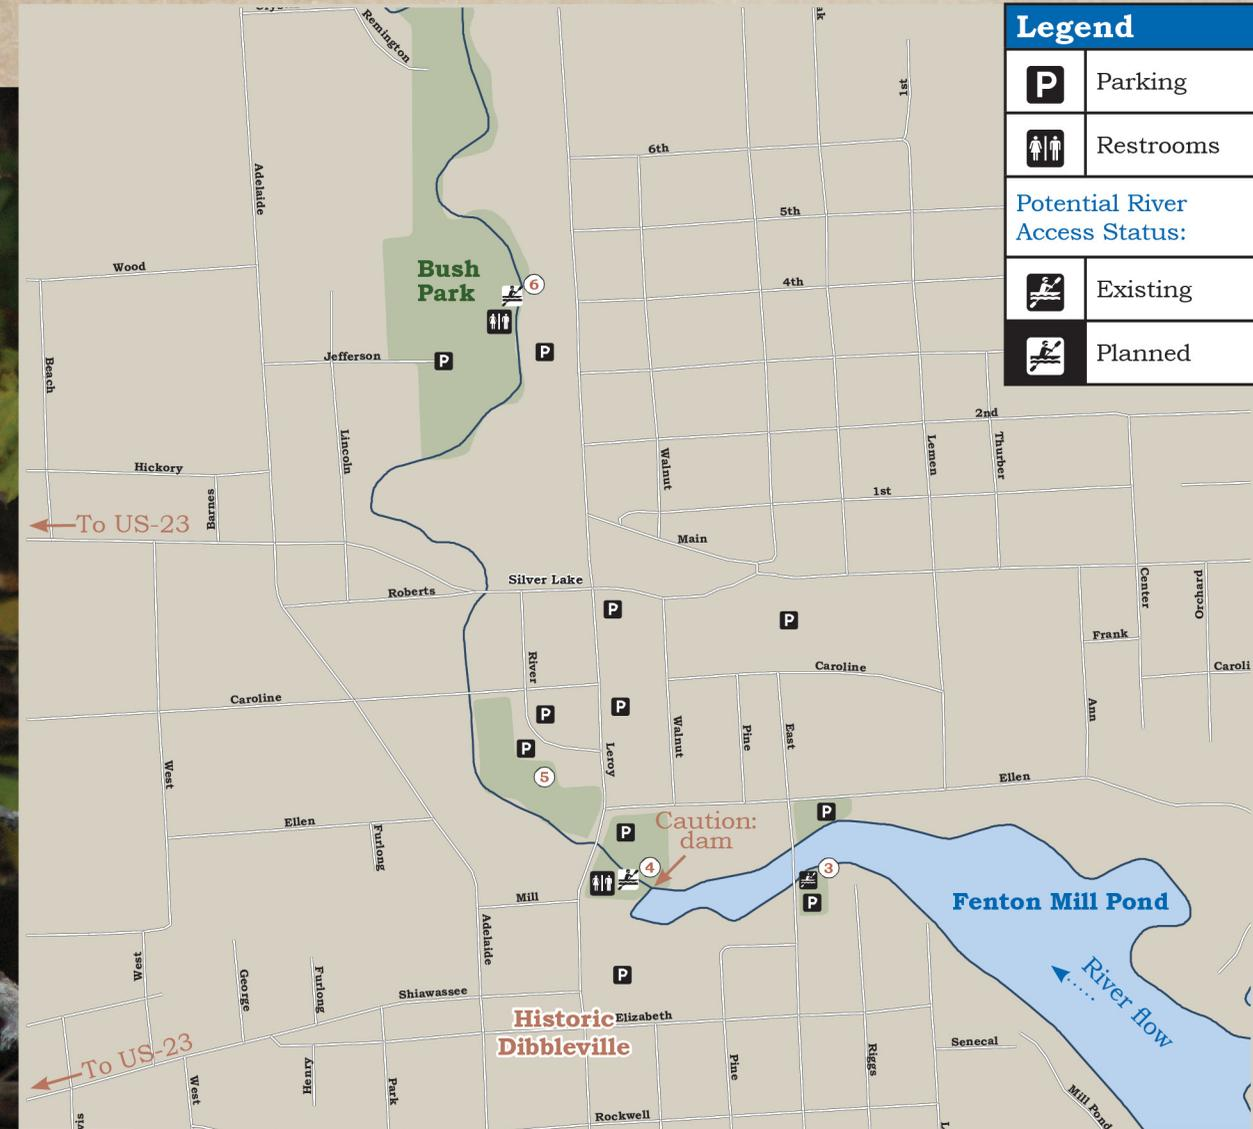 Legend
P
Parking
Restrooms
Potential River
Access Status:
Existing
Planned
Remington
1st
6th
Adelaide
5th
Wood
Bush
Park
6
4th
Jefferson
P
P
Beach
2nd
Lincoln
Walnut
Lemen
Thurber
Hickory
Barnes
1st
To US-23
Main
Silver Lake
Roberts
P
P
Center
Orchard
Frank
River
Caroline
Caroli
Caroline
P
P
P
Leroy
Walnut
Pine
East
Ann
West
5
Ellen
Ellen
Furlong
P
Caution:
dam
P
4
3
P
Mill
Fenton Mill Pond
Adelaide
West
George
Furlong
P
River flow
Shiawassee
Historic
Dibbleville
Elizabeth
To US-23
Henry
West
Park
Pine
Riggs
Senecal
Mill Pond
Rockwell